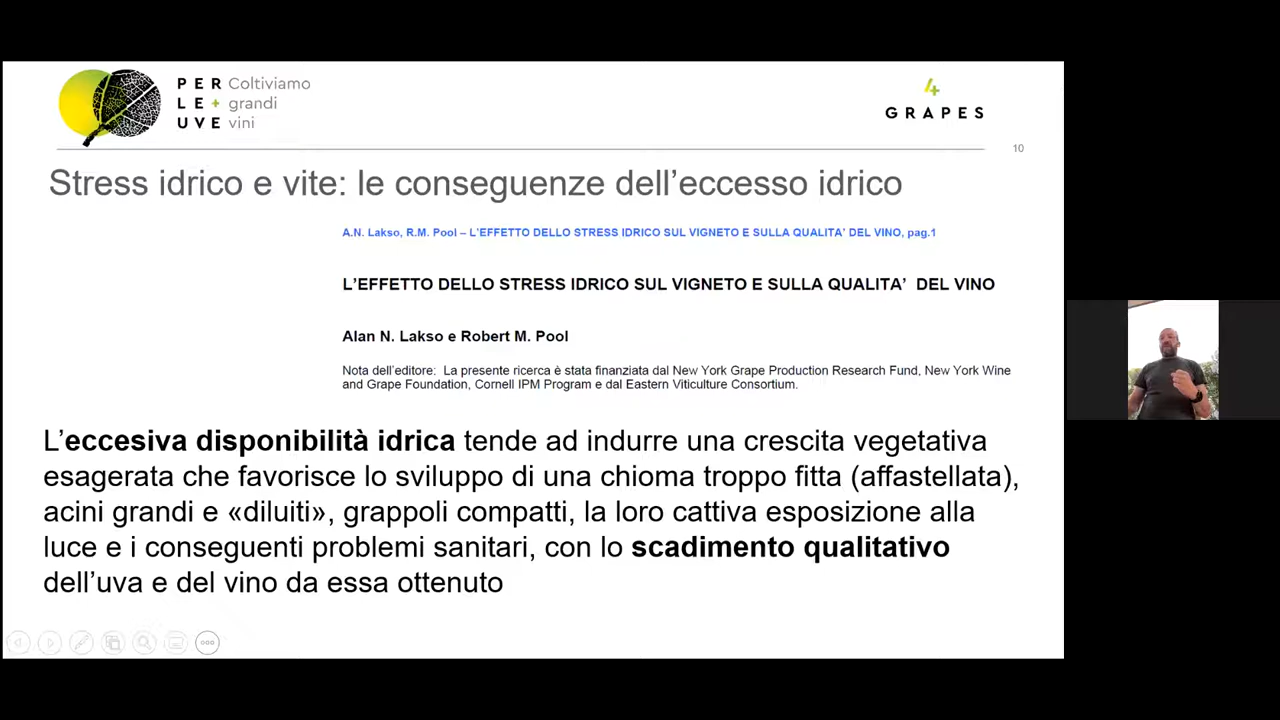 PER Coltiviamo
LE+ grandi
UVE vini
4
GRAPES
10
Stress idrico e vite: le conseguenze dell’eccesso idrico
A.N. Lakso, R.M. Pool – L'EFFETTO DELLO STRESS IDRICO SUL VIGNETO E SULLA QUALITA' DEL VINO, pag.1
L’EFFETTO DELLO STRESS IDRICO SUL VIGNETO E SULLA QUALITA’ DEL VINO
Alan N. Lakso e Robert M. Pool
Nota dell’editore: La presente ricerca è stata finanziata dal New York Grape Production Research Fund, New York Wine
and Grape Foundation, Cornell IPM Program e dal Eastern Viticulture Consortium.
L’eccesiva disponibilità idrica tende ad indurre una crescita vegetativa
esagerata che favorisce lo sviluppo di una chioma troppo fitta (affastellata),
acini grandi e «diluiti», grappoli compatti, la loro cattiva esposizione alla
luce e i conseguenti problemi sanitari, con lo scadimento qualitativo
dell’uva e del vino da essa ottenuto